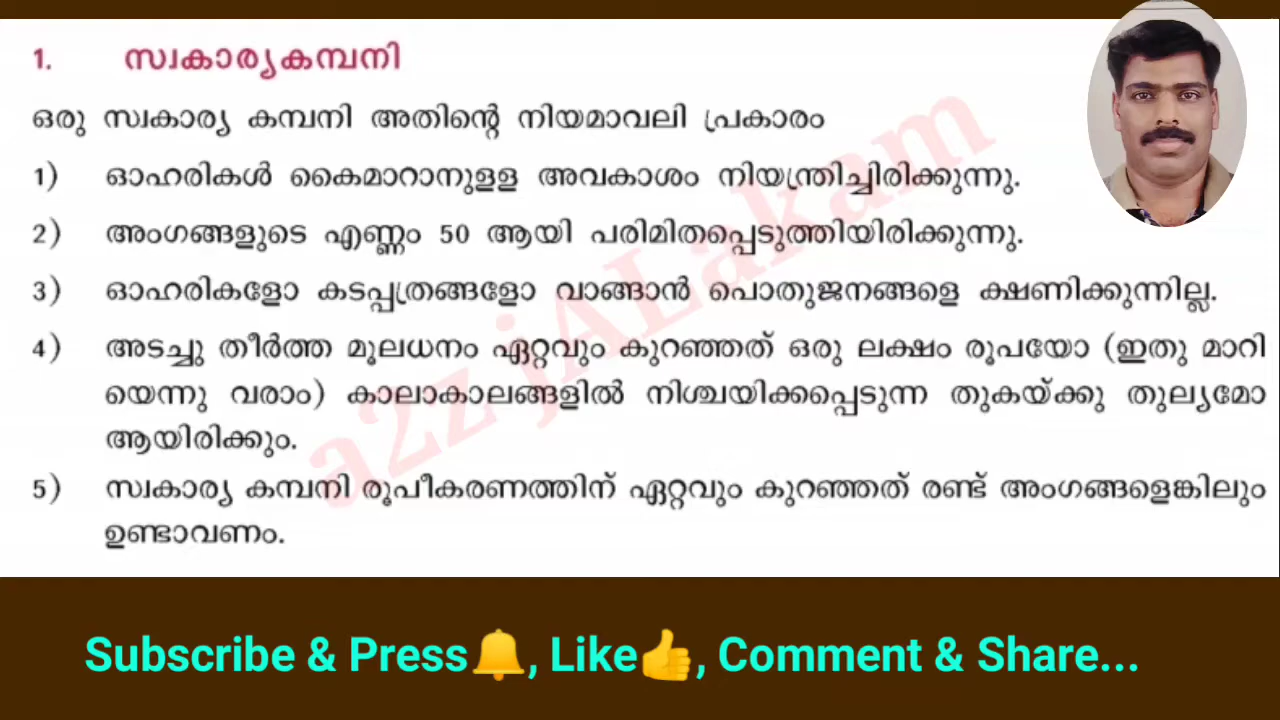 1. സ്വകാര്യകമ്പനി
ഒരു സ്വകാര്യ കമ്പനി അതിന്റെ നിയമാവലി പ്രകാരം
1) ഓഹരികൾ കൈമാറാനുളള അവകാശം നിയന്ത്രിച്ചിരിക്കുന്നു.
2) അംഗങ്ങളുടെ എണ്ണം 50 ആയി പരിമിതപ്പെടുത്തിയിരിക്കുന്നു.
3) ഓഹരികളോ കടപ്പത്രങ്ങളോ വാങ്ങാൻ പൊതുജനങ്ങളെ ക്ഷണിക്കുന്നില്ല.
4) അടച്ചു തീർത്ത മൂലധനം ഏറ്റവും കുറഞ്ഞത് ഒരു ലക്ഷം രൂപയോ (ഇതു മാറി
യെന്നു വരാം) കാലാകാലങ്ങളിൽ നിശ്ചയിക്കപ്പെടുന്ന തുകയ്ക്കു തുല്യമോ
ആയിരിക്കും.
5) സ്വകാര്യ കമ്പനി രൂപീകരണത്തിന് ഏറ്റവും കുറഞ്ഞത് രണ്ട് അംഗങ്ങളെങ്കിലും
ഉണ്ടാവണം.
a2z jALakam
Subscribe & Press🔔, Like👍, Comment & Share...